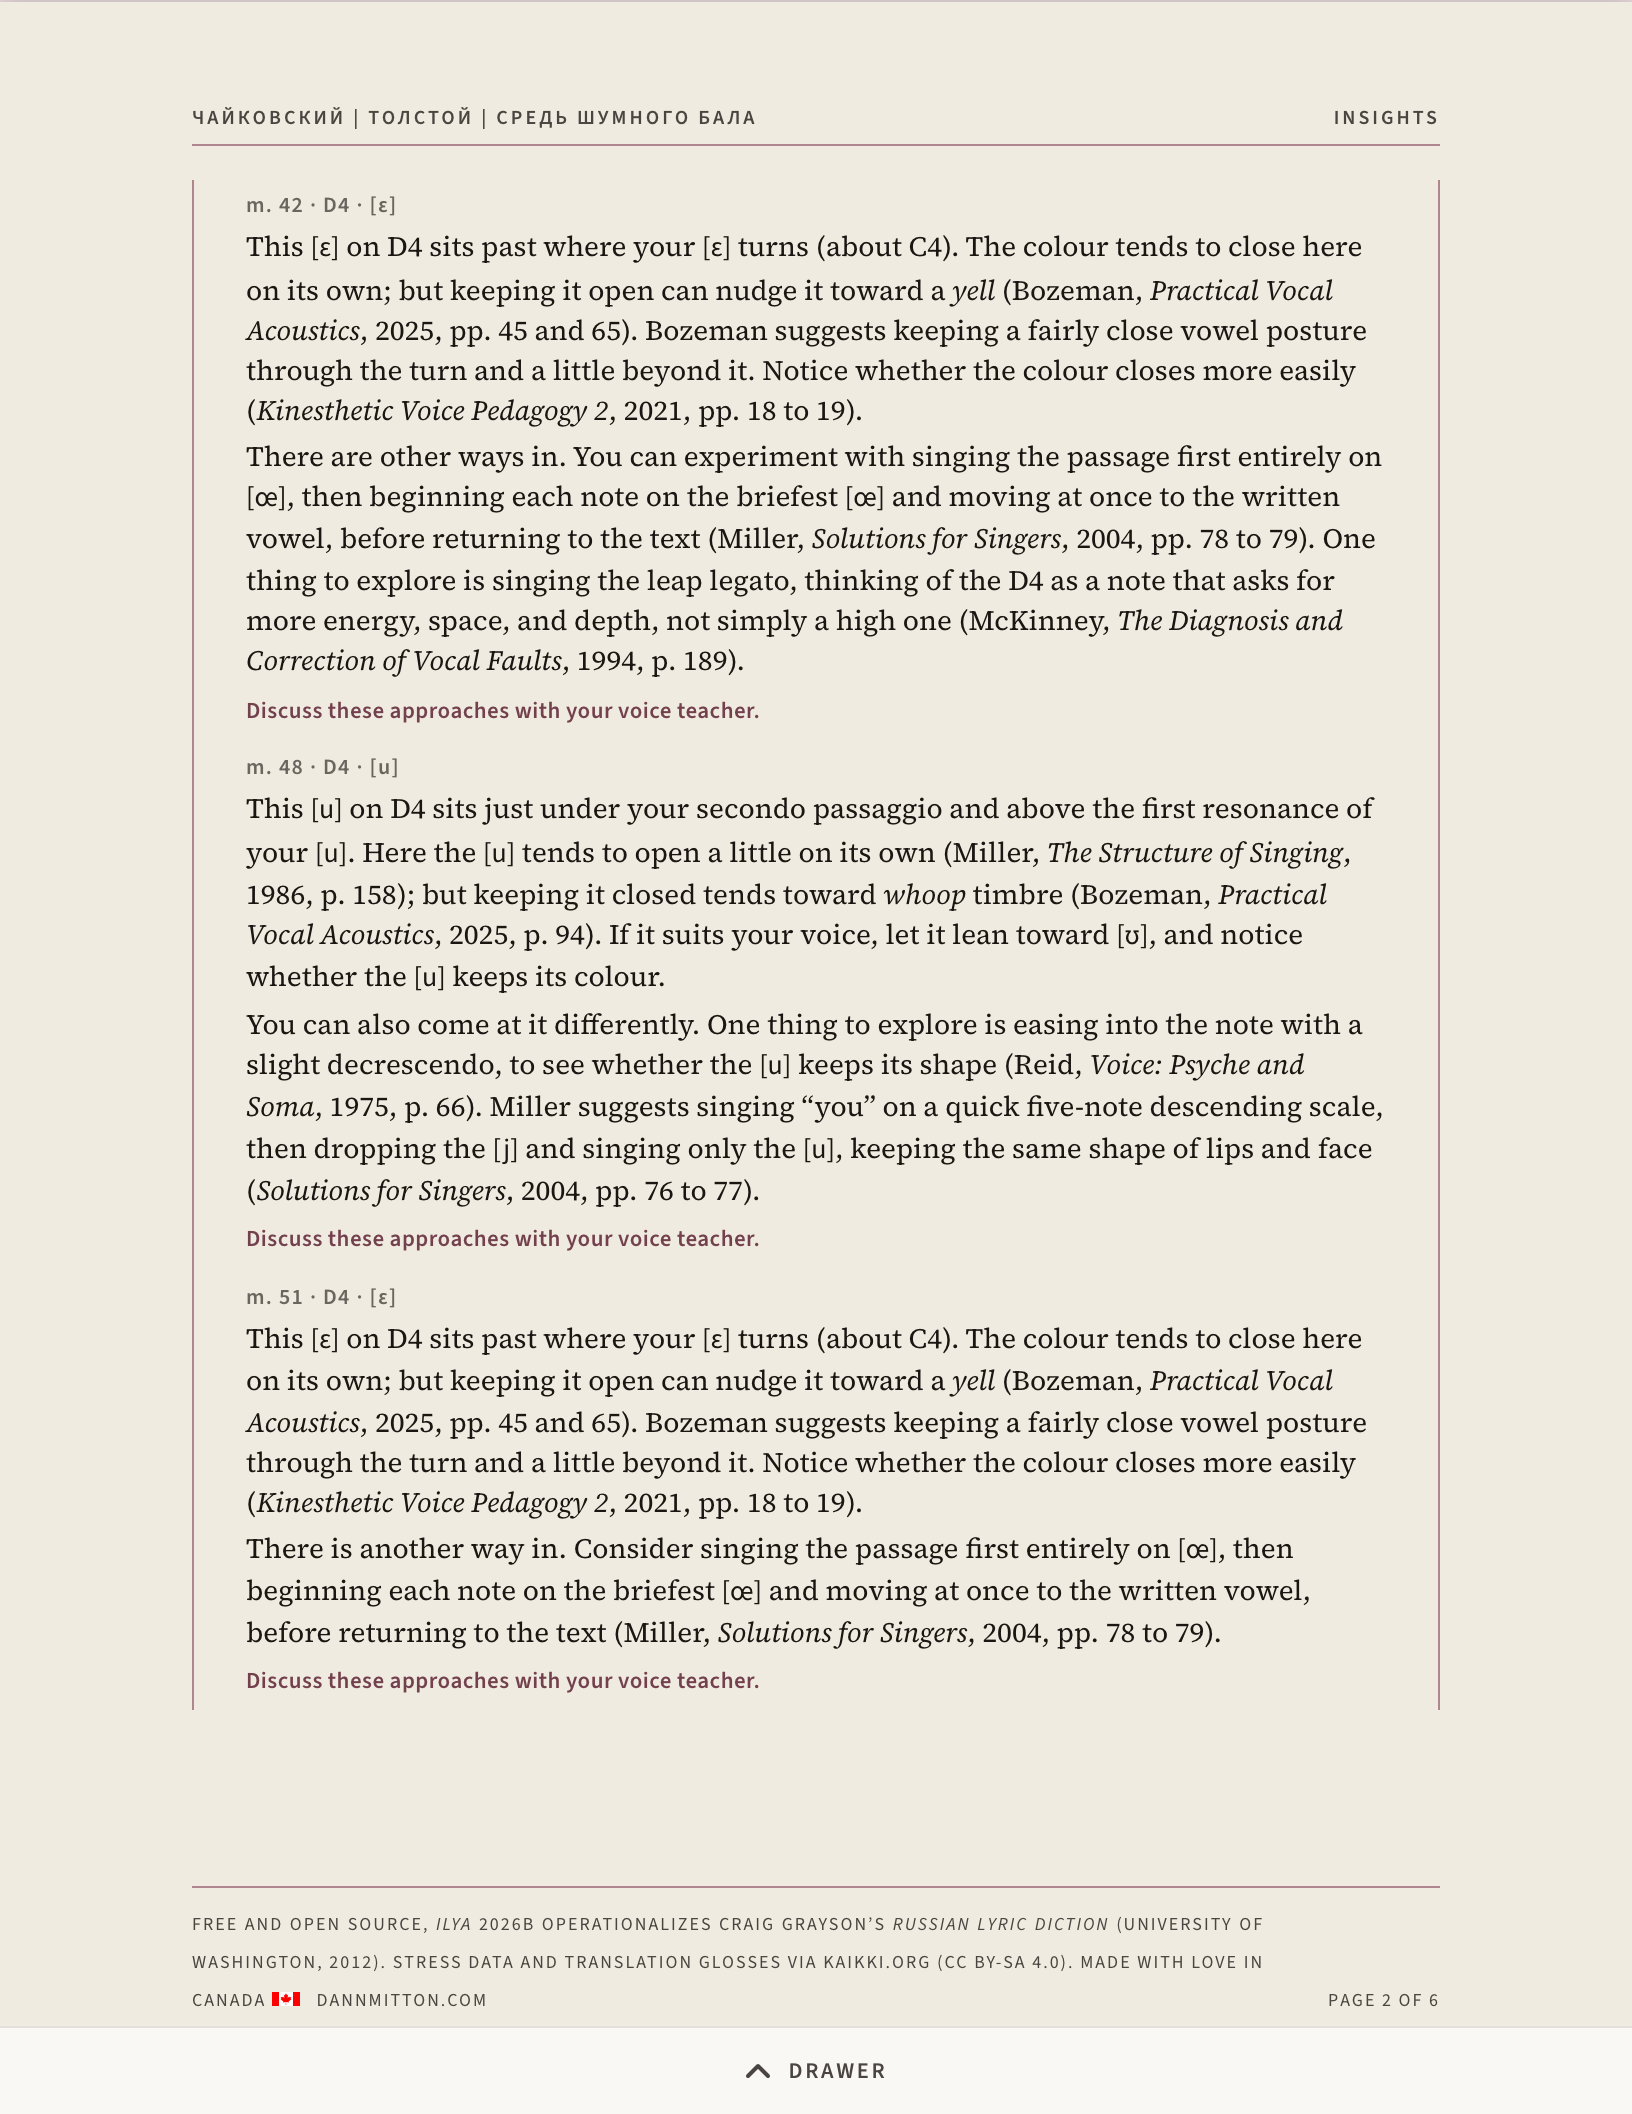 ЧАЙКОВСКИЙ | ТОЛСТОЙ | СРЕДЬ ШУМНОГО БАЛА
INSIGHTS
m. 42 · D4 · [ɛ]
This [ɛ] on D4 sits past where your [ɛ] turns (about C4). The colour tends to close here
on its own; but keeping it open can nudge it toward a yell (Bozeman, Practical Vocal
Acoustics, 2025, pp. 45 and 65). Bozeman suggests keeping a fairly close vowel posture
through the turn and a little beyond it. Notice whether the colour closes more easily
(Kinesthetic Voice Pedagogy 2, 2021, pp. 18 to 19).
There are other ways in. You can experiment with singing the passage first entirely on
[œ], then beginning each note on the briefest [œ] and moving at once to the written
vowel, before returning to the text (Miller, Solutions for Singers, 2004, pp. 78 to 79). One
thing to explore is singing the leap legato, thinking of the D4 as a note that asks for
more energy, space, and depth, not simply a high one (McKinney, The Diagnosis and
Correction of Vocal Faults, 1994, p. 189).
Discuss these approaches with your voice teacher.
m. 48 · D4 · [u]
This [u] on D4 sits just under your secondo passaggio and above the first resonance of
your [u]. Here the [u] tends to open a little on its own (Miller, The Structure of Singing,
1986, p. 158); but keeping it closed tends toward whoop timbre (Bozeman, Practical
Vocal Acoustics, 2025, p. 94). If it suits your voice, let it lean toward [ʊ], and notice
whether the [u] keeps its colour.
You can also come at it differently. One thing to explore is easing into the note with a
slight decrescendo, to see whether the [u] keeps its shape (Reid, Voice: Psyche and
Soma, 1975, p. 66). Miller suggests singing “you” on a quick five-note descending scale,
then dropping the [j] and singing only the [u], keeping the same shape of lips and face
(Solutions for Singers, 2004, pp. 76 to 77).
Discuss these approaches with your voice teacher.
m. 51 · D4 · [ɛ]
This [ɛ] on D4 sits past where your [ɛ] turns (about C4). The colour tends to close here
on its own; but keeping it open can nudge it toward a yell (Bozeman, Practical Vocal
Acoustics, 2025, pp. 45 and 65). Bozeman suggests keeping a fairly close vowel posture
through the turn and a little beyond it. Notice whether the colour closes more easily
(Kinesthetic Voice Pedagogy 2, 2021, pp. 18 to 19).
There is another way in. Consider singing the passage first entirely on [œ], then
beginning each note on the briefest [œ] and moving at once to the written vowel,
before returning to the text (Miller, Solutions for Singers, 2004, pp. 78 to 79).
Discuss these approaches with your voice teacher.
FREE AND OPEN SOURCE, ILYA 2026B OPERATIONALIZES CRAIG GRAYSON’S RUSSIAN LYRIC DICTION (UNIVERSITY OF
WASHINGTON, 2012). STRESS DATA AND TRANSLATION GLOSSES VIA KAIKKI.ORG (CC BY-SA 4.0). MADE WITH LOVE IN
CANADA 🇨🇦 DANNMITTON.COM
PAGE 2 OF 6
DRAWER